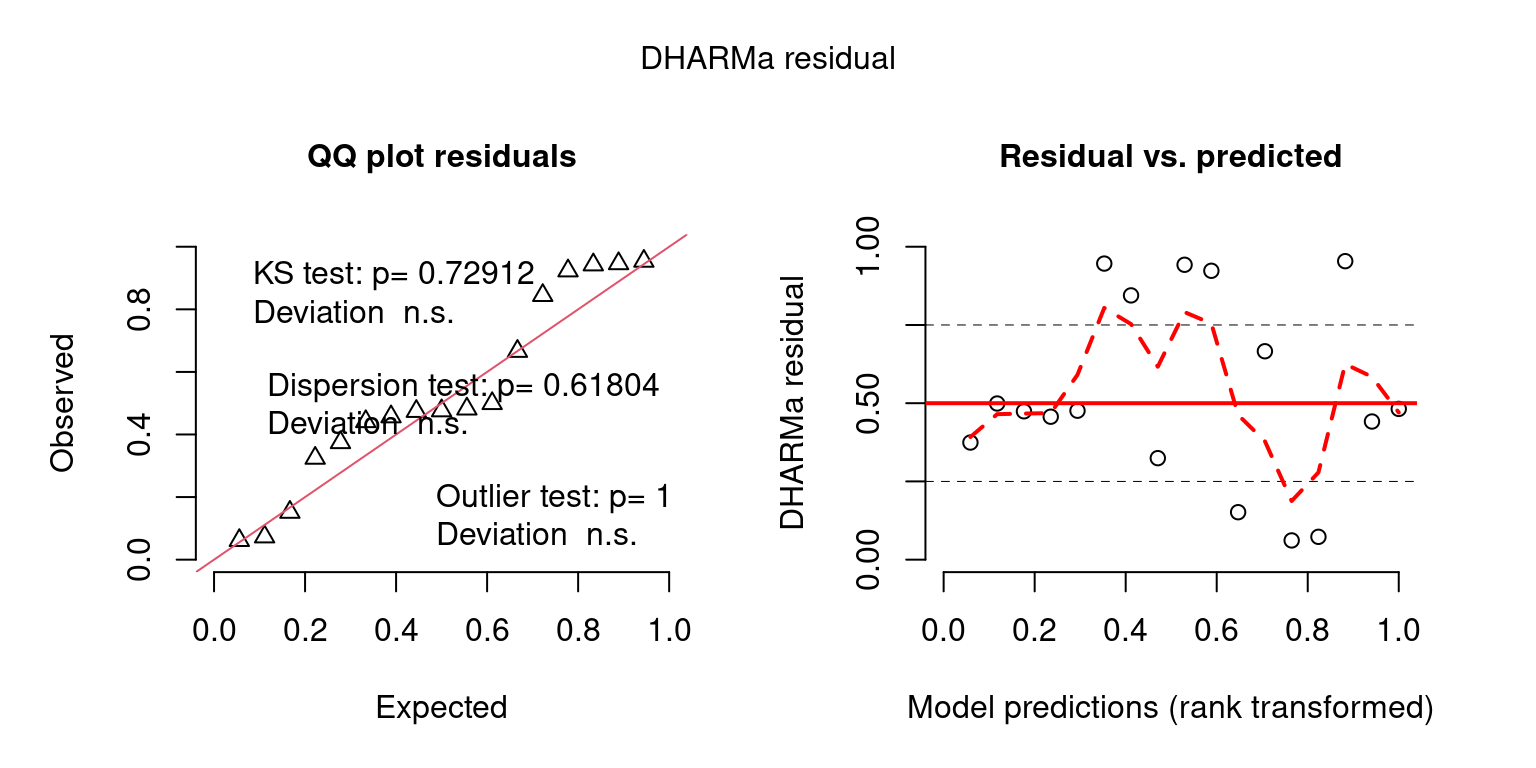 DHARMa residual
QQ plot residuals
KS test: p= 0.72912
Deviation  n.s.
Dispersion test: p= 0.61804
Deviation  n.s.
Outlier test: p= 1
Deviation  n.s.
Observed
0.0 0.4 0.8
0.0 0.2 0.4 0.6 0.8 1.0
Expected
Residual vs. predicted
DHARMa residual
0.00 0.50 1.00
0.0 0.2 0.4 0.6 0.8 1.0
Model predictions (rank transformed)